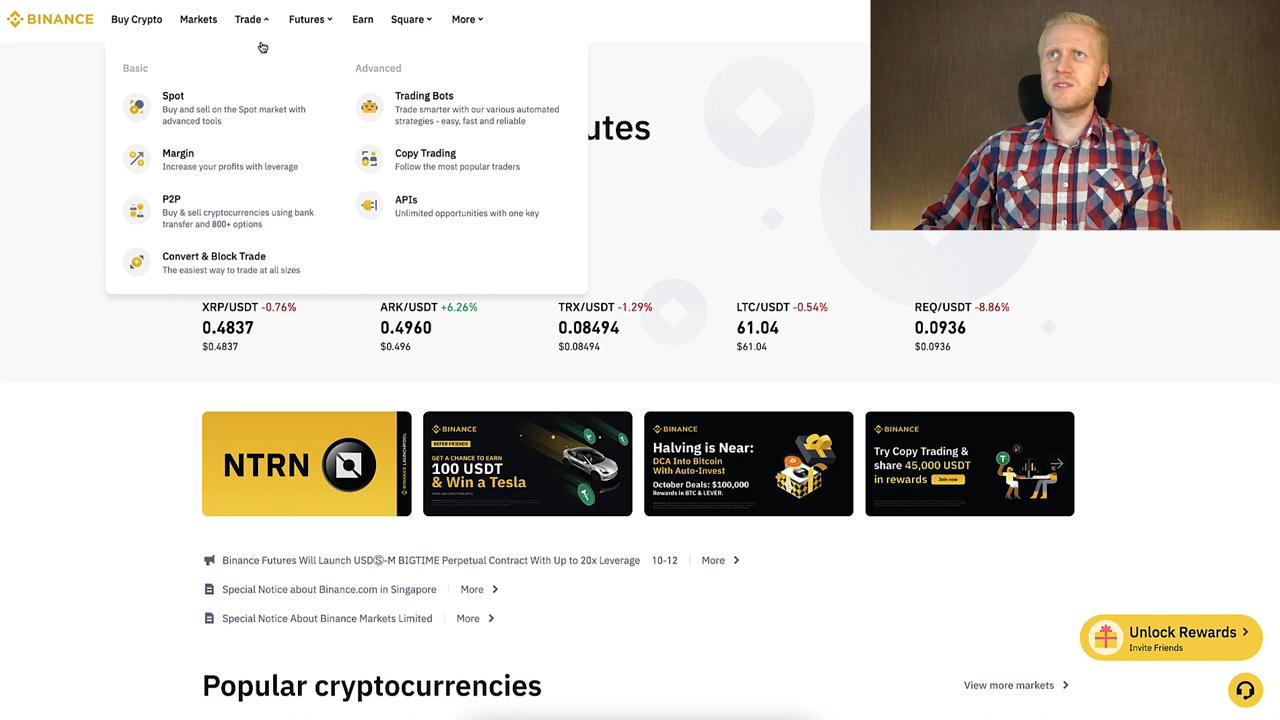 BINANCE
Buy Crypto Markets Trade Futures Earn Square More
Basic
Spot
Buy and sell on the Spot market with
advanced tools
Margin
Increase your profits with leverage
P2P
Buy & sell cryptocurrencies using bank
transfer and 800+ options
Convert & Block Trade
The easiest way to trade at all sizes
Advanced
Trading Bots
Trade smarter with our various automated
strategies - easy, fast and reliable
Copy Trading
Follow the most popular traders
APIs
Unlimited opportunities with one key
utes
XRP/USDT -0.76%
0.4837
$0.4837
ARK/USDT +6.26%
0.4960
$0.496
TRX/USDT -1.29%
0.08494
$0.08494
LTC/USDT -0.54%
61.04
$61.04
REQ/USDT -8.86%
0.0936
$0.0936
NTRN
BINANCE LAUNCHPOOL
BINANCE
REFER FRIENDS
GET A CHANCE TO EARN
100 USDT
& Win a Tesla
BINANCE
Halving is Near:
DCA Into Bitcoin
With Auto-Invest
October Deals: $100,000
Rewards in BTC & LEVER.
BINANCE
Try Copy Trading &
share 45,000 USDT
in rewards Join now
Binance Futures Will Launch USDⓈ-M BIGTIME Perpetual Contract With Up to 20x Leverage 10-12 More
Special Notice about Binance.com in Singapore More
Special Notice About Binance Markets Limited More
Unlock Rewards
Invite Friends
Popular cryptocurrencies
View more markets